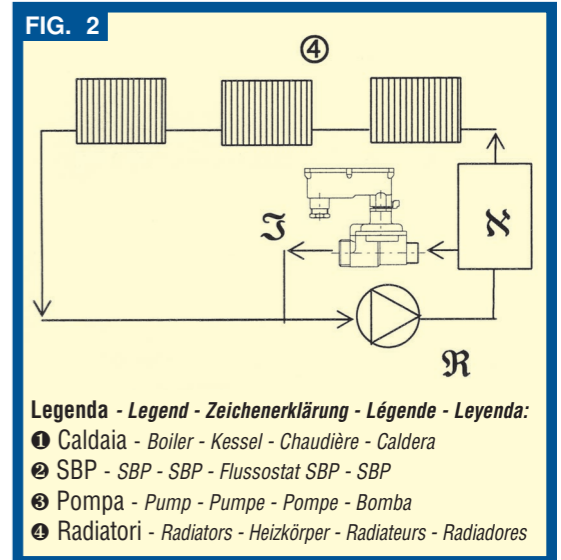 FIG. 2
④
ℑ
ℵ
ℜ
Legenda - Legend - Zeichenerklärung - Légende - Leyenda:
❶ Caldaia - Boiler - Kessel - Chaudière - Caldera
❷ SBP - SBP - SBP - Flussostat SBP - SBP
❸ Pompa - Pump - Pumpe - Pompe - Bomba
❹ Radiatori - Radiators - Heizkörper - Radiateurs - Radiadores